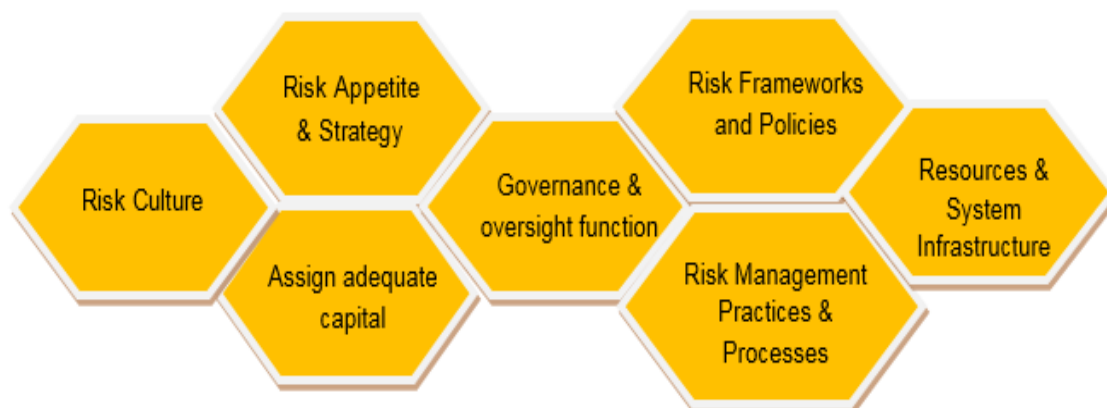 Risk Culture
Risk Appetite
& Strategy
Assign adequate
capital
Governance &
oversight function
Risk Frameworks
and Policies
Risk Management
Practices &
Processes
Resources &
System
Infrastructure